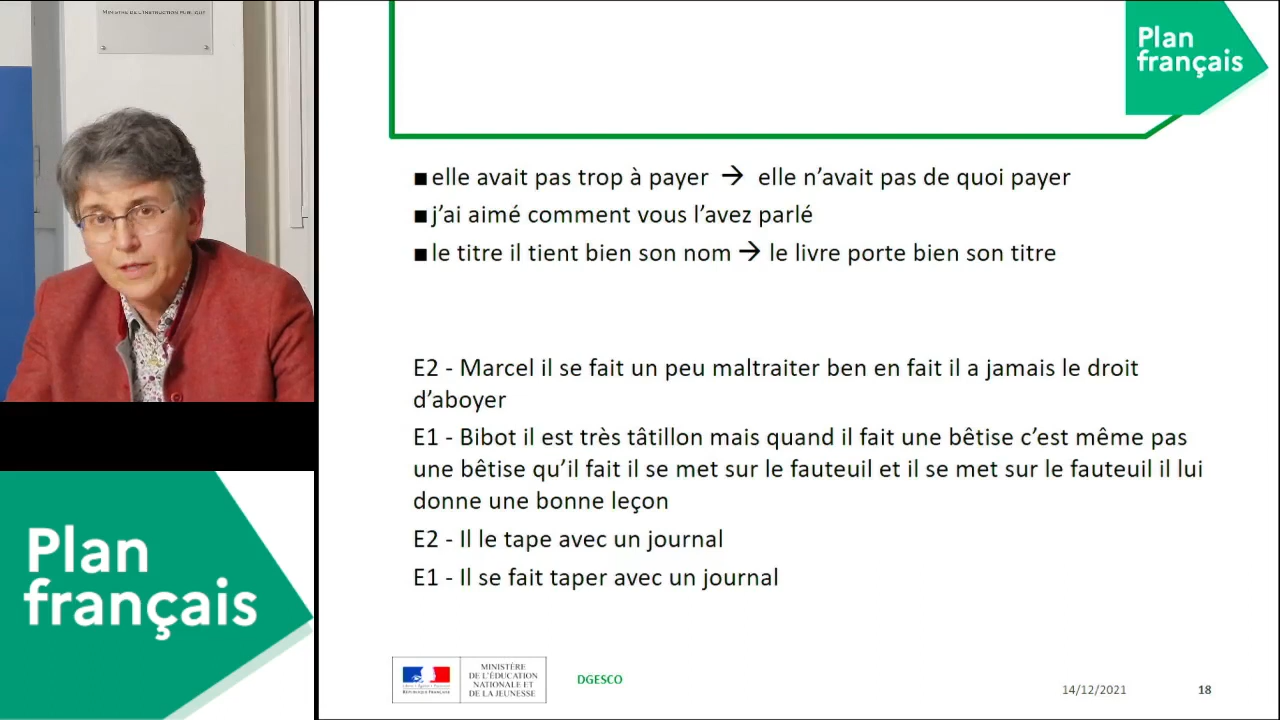 MINISTRE DE L'INSTRUCTION PUBLIQUE
Plan
français
■ elle avait pas trop à payer → elle n’avait pas de quoi payer
■ j’ai aimé comment vous l’avez parlé
■ le titre il tient bien son nom → le livre porte bien son titre
E2 - Marcel il se fait un peu maltraiter ben en fait il a jamais le droit
d’aboyer
E1 - Bibot il est très tâtillon mais quand il fait une bêtise c’est même pas
une bêtise qu’il fait il se met sur le fauteuil et il se met sur le fauteuil il lui
donne une bonne leçon
E2 - Il le tape avec un journal
E1 - Il se fait taper avec un journal
Plan
français
RÉPUBLIQUE FRANÇAISE
MINISTÈRE
DE L'ÉDUCATION
NATIONALE ET
DE LA JEUNESSE
DGESCO
14/12/2021
18